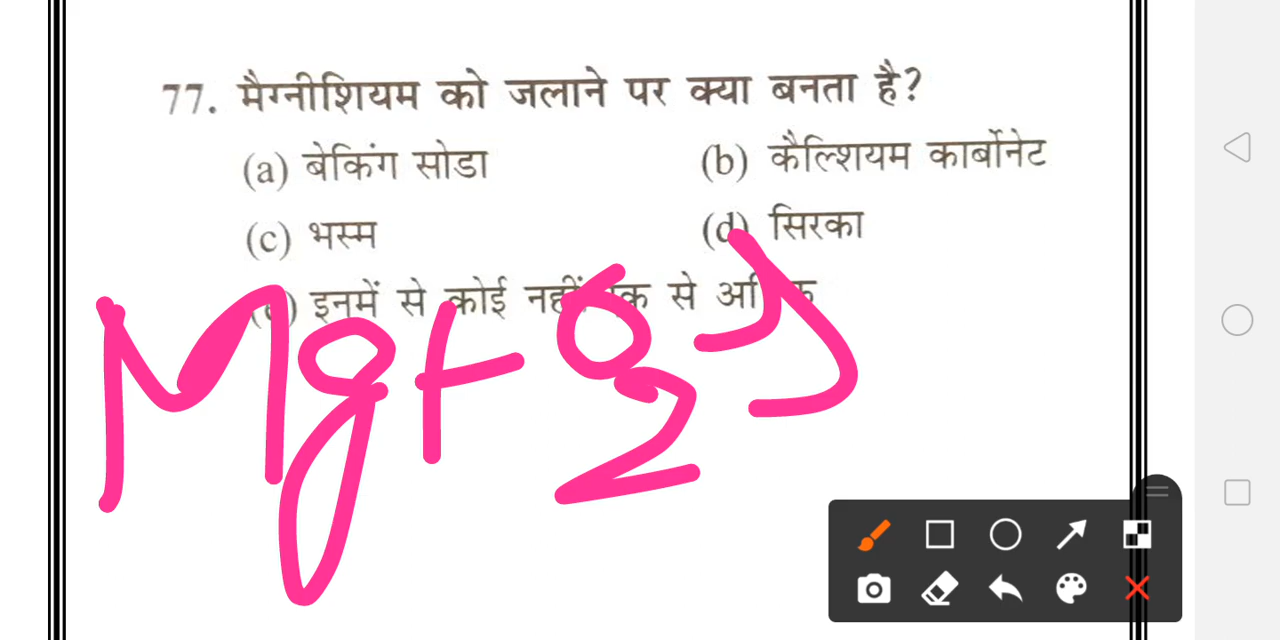 77. मैग्नीशियम को जलाने पर क्या बनता है?
(a) बेकिंग सोडा (b) कैल्शियम कार्बोनेट
(c) भस्म (d) सिरका
इनमें से कोई नहीं से
Mg + O2 →